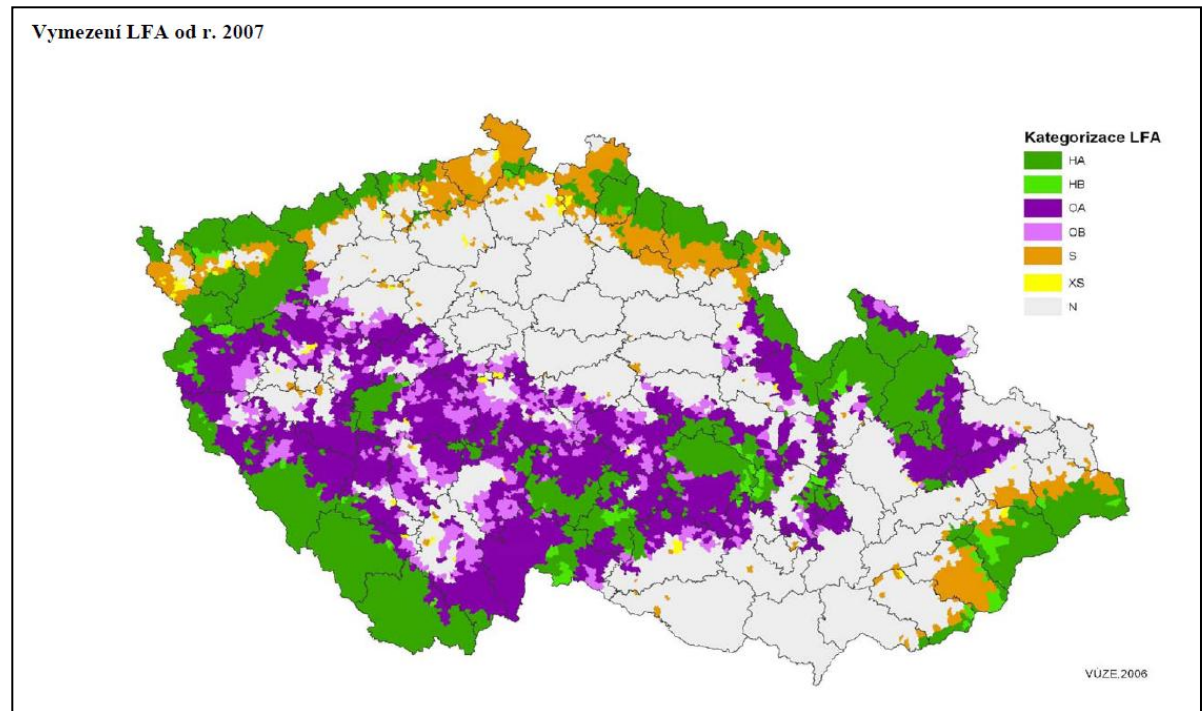 Vymezení LFA od r. 2007
Kategorizace LFA
HA
HB
OA
OB
S
XS
N
VÚZE,2006